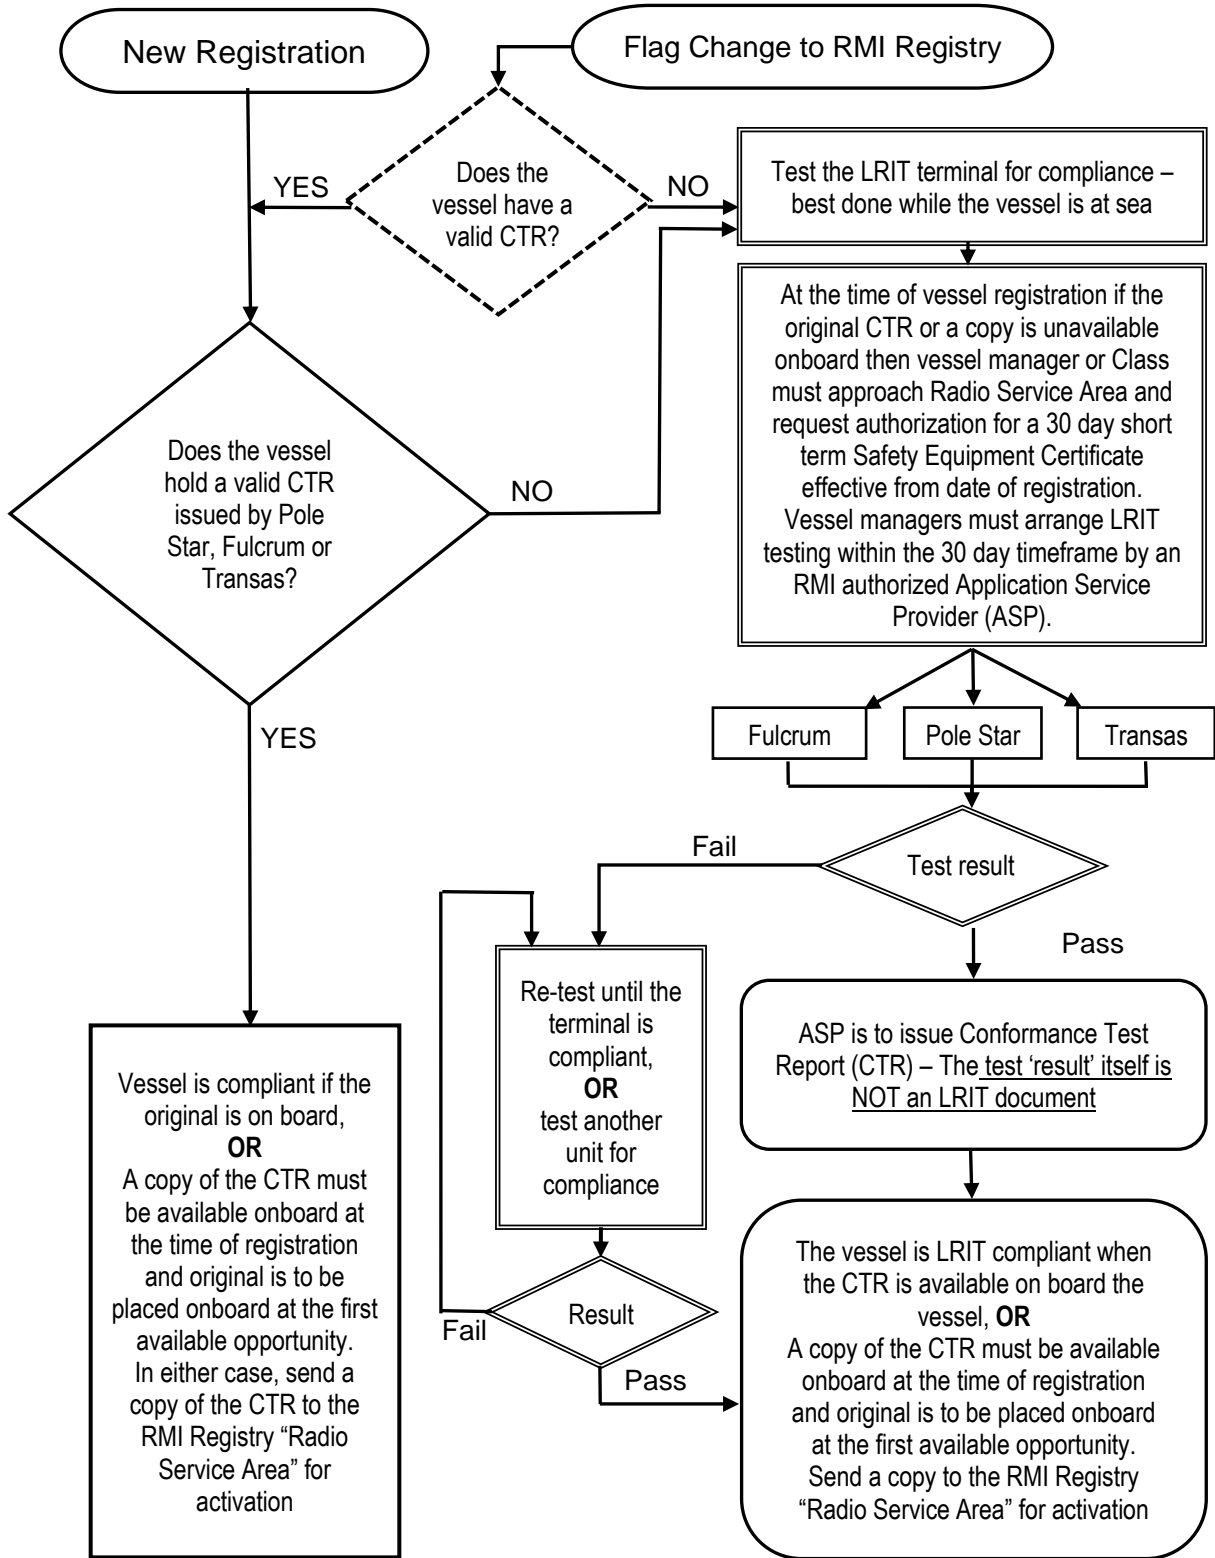 New Registration
Flag Change to RMI Registry
Does the
vessel have a
valid CTR?
YES
NO
Test the LRIT terminal for compliance –
best done while the vessel is at sea
At the time of vessel registration if the
original CTR or a copy is unavailable
onboard then vessel manager or Class
must approach Radio Service Area and
request authorization for a 30 day short
term Safety Equipment Certificate
effective from date of registration.
Vessel managers must arrange LRIT
testing within the 30 day timeframe by an
RMI authorized Application Service
Provider (ASP).
Does the vessel
hold a valid CTR
issued by Pole
Star, Fulcrum or
Transas?
NO
YES
Fulcrum
Pole Star
Transas
Test result
Fail
Pass
Re-test until the
terminal is
compliant,
OR
test another
unit for
compliance
ASP is to issue Conformance Test
Report (CTR) – The test ‘result’ itself is
NOT an LRIT document
Vessel is compliant if the
original is on board,
OR
A copy of the CTR must
be available onboard at
the time of registration
and original is to be
placed onboard at the first
available opportunity.
In either case, send a
copy of the CTR to the
RMI Registry “Radio
Service Area” for
activation
Result
Fail
Pass
The vessel is LRIT compliant when
the CTR is available on board the
vessel, OR
A copy of the CTR must be available
onboard at the time of registration
and original is to be placed onboard
at the first available opportunity.
Send a copy to the RMI Registry
“Radio Service Area” for activation